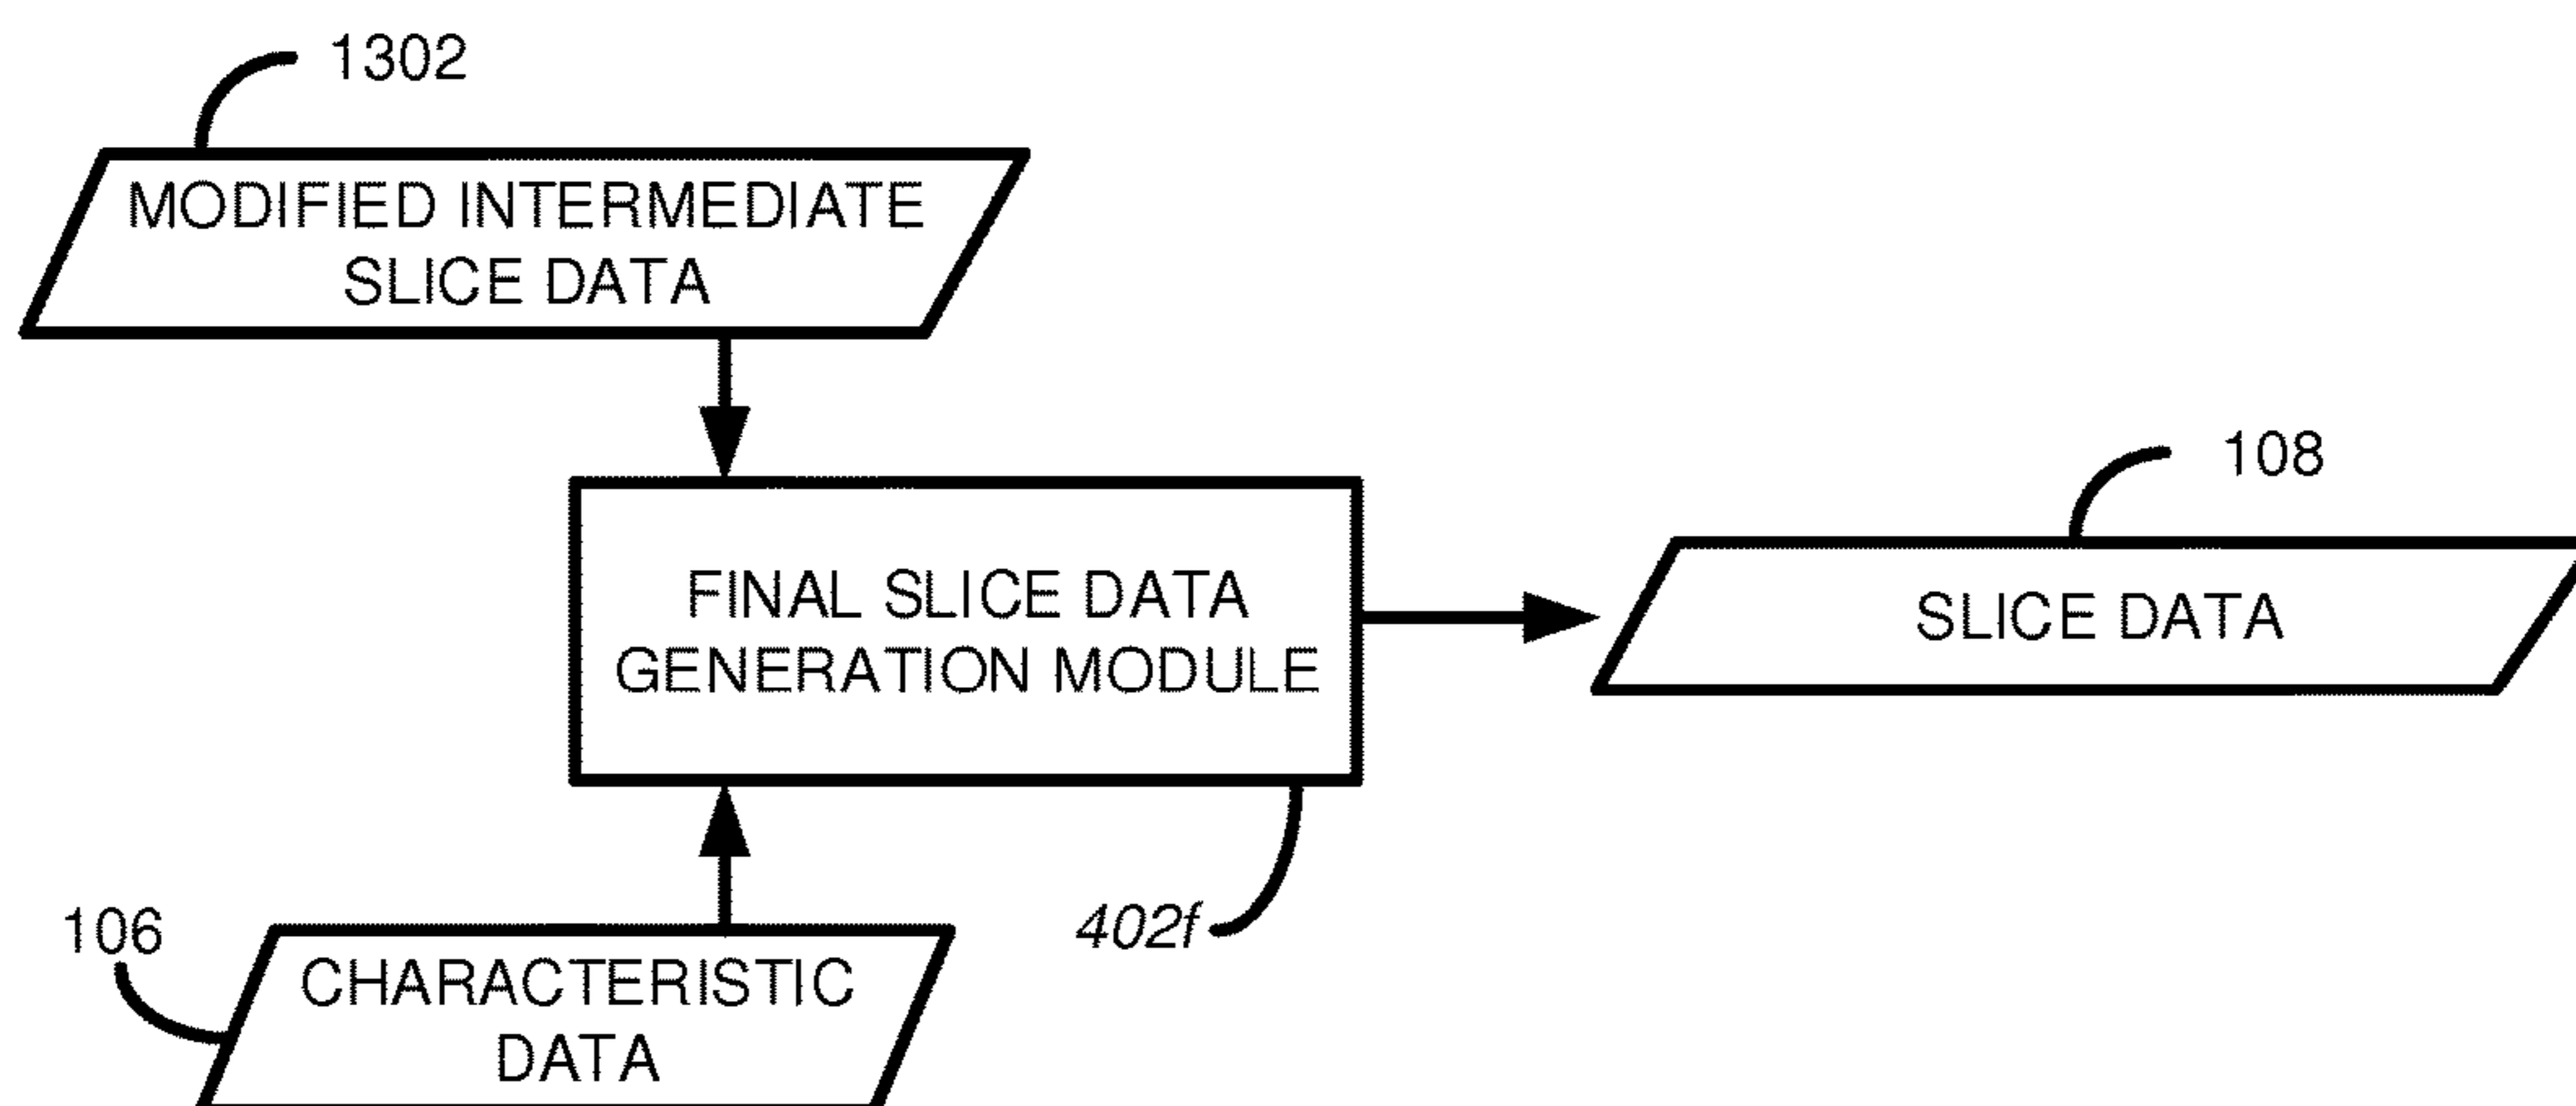 1302
MODIFIED INTERMEDIATE
SLICE DATA
108
FINAL SLICE DATA
GENERATION MODULE
SLICE DATA
402f
106
CHARACTERISTIC
DATA